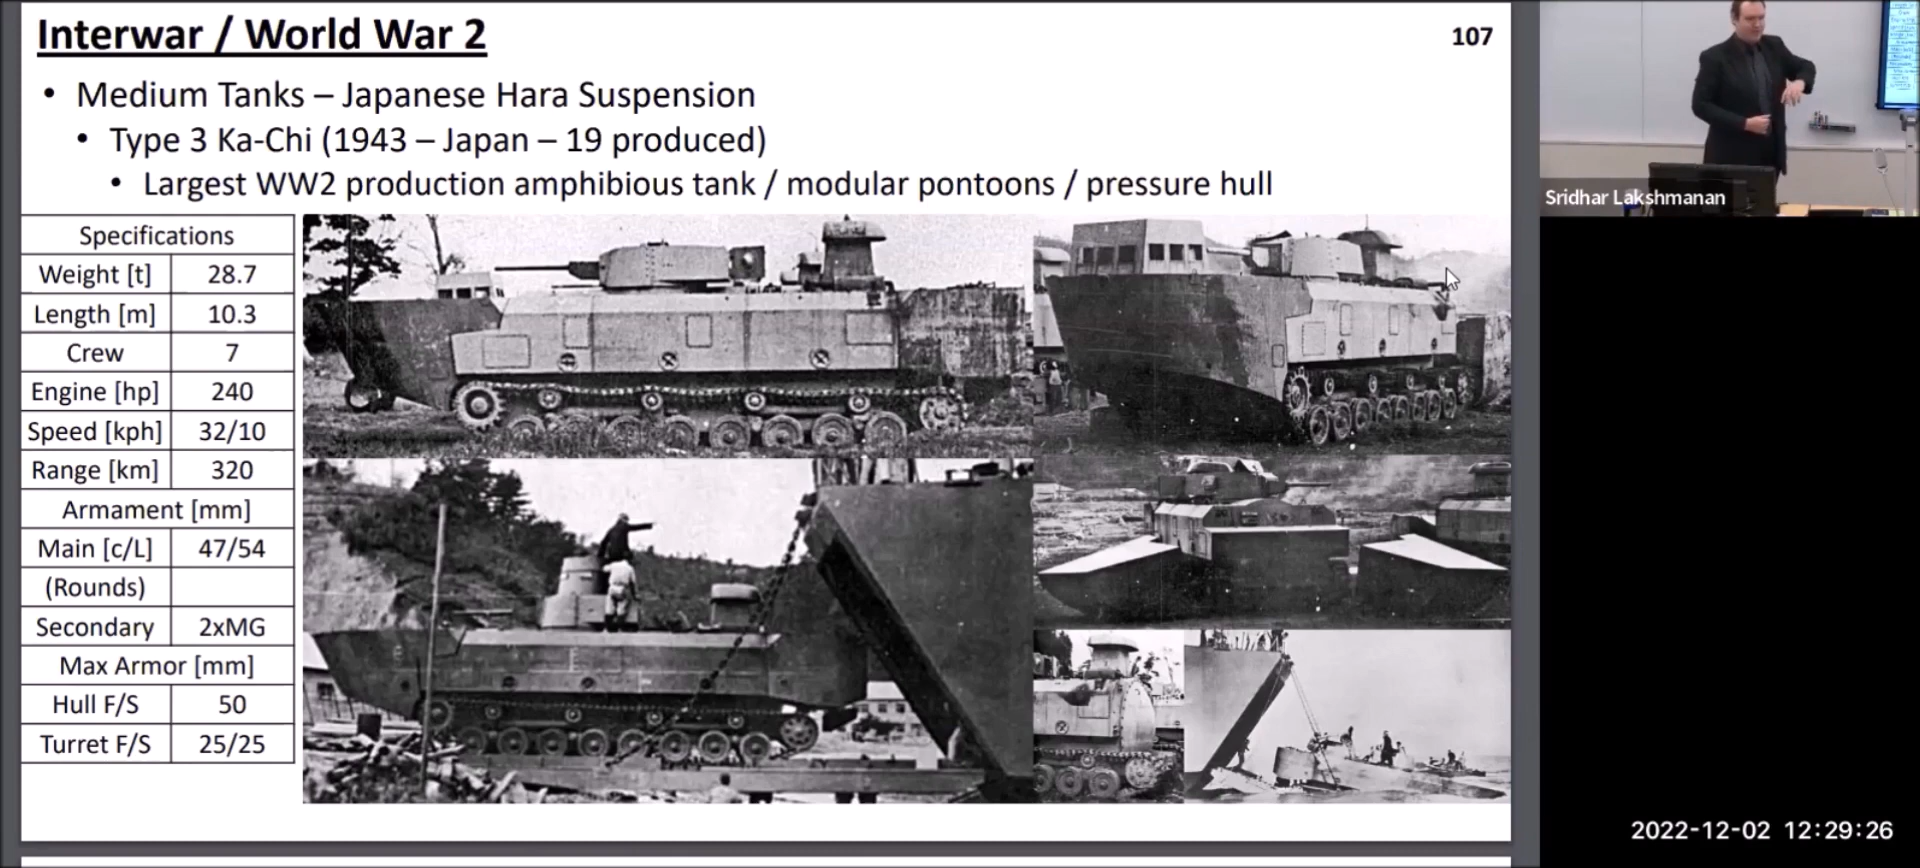 Interwar / World War 2
107
• Medium Tanks – Japanese Hara Suspension
• Type 3 Ka-Chi (1943 – Japan – 19 produced)
• Largest WW2 production amphibious tank / modular pontoons / pressure hull
Specifications
Weight [t] 28.7
Length [m] 10.3
Crew 7
Engine [hp] 240
Speed [kph] 32/10
Range [km] 320
Armament [mm]
Main [c/L] 47/54
(Rounds)
Secondary 2xMG
Max Armor [mm]
Hull F/S 50
Turret F/S 25/25
Sridhar Lakshmanan
2022-12-02 12:29:26